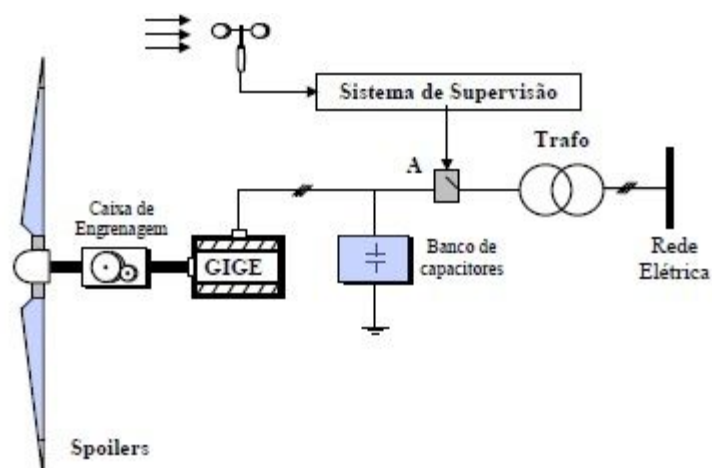 Sistema de Supervisão
Trafo
A
Caixa de
Engrenagem
GIGE
Banco de
capacitores
Rede
Elétrica
Spoilers